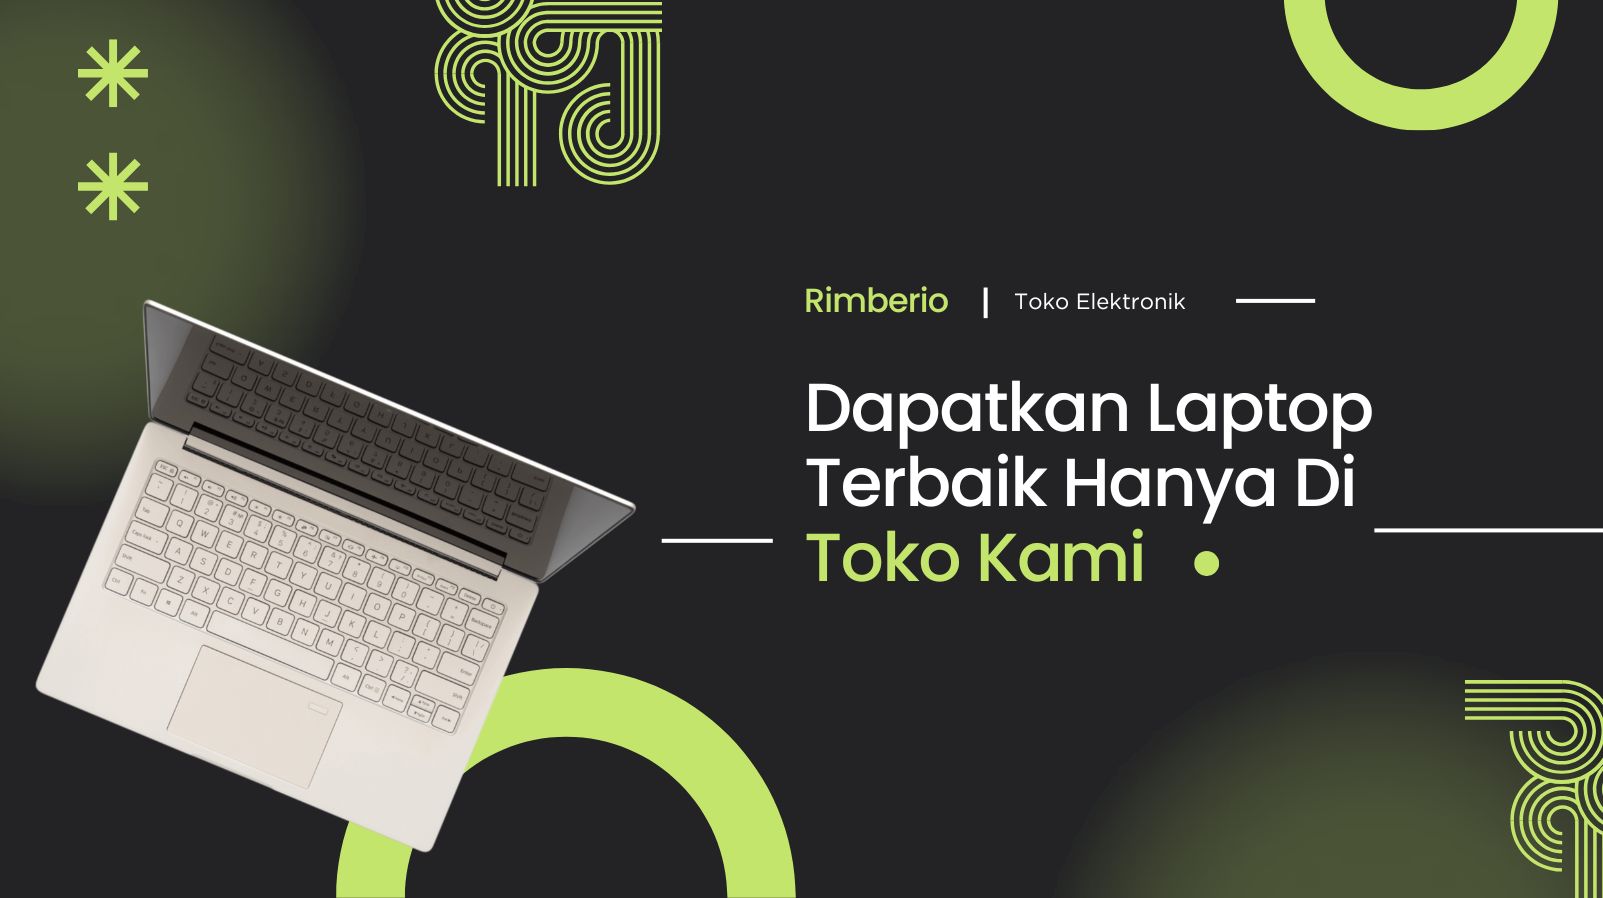 Rimberio | Toko Elektronik
Dapatkan Laptop
Terbaik Hanya Di
Toko Kami